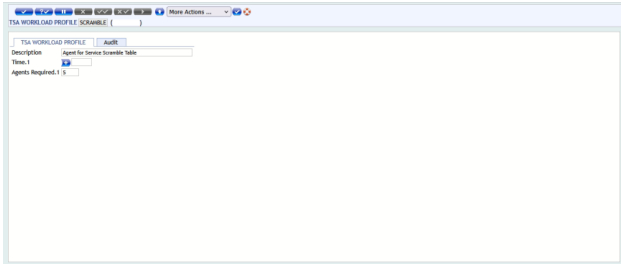 More Actions ...
TSA WORKLOAD PROFILE SCRAMBLE ( )
TSA WORKLOAD PROFILE Audit
Description Agent for Service Scramble Table
Time.1
Agents Required.1 5